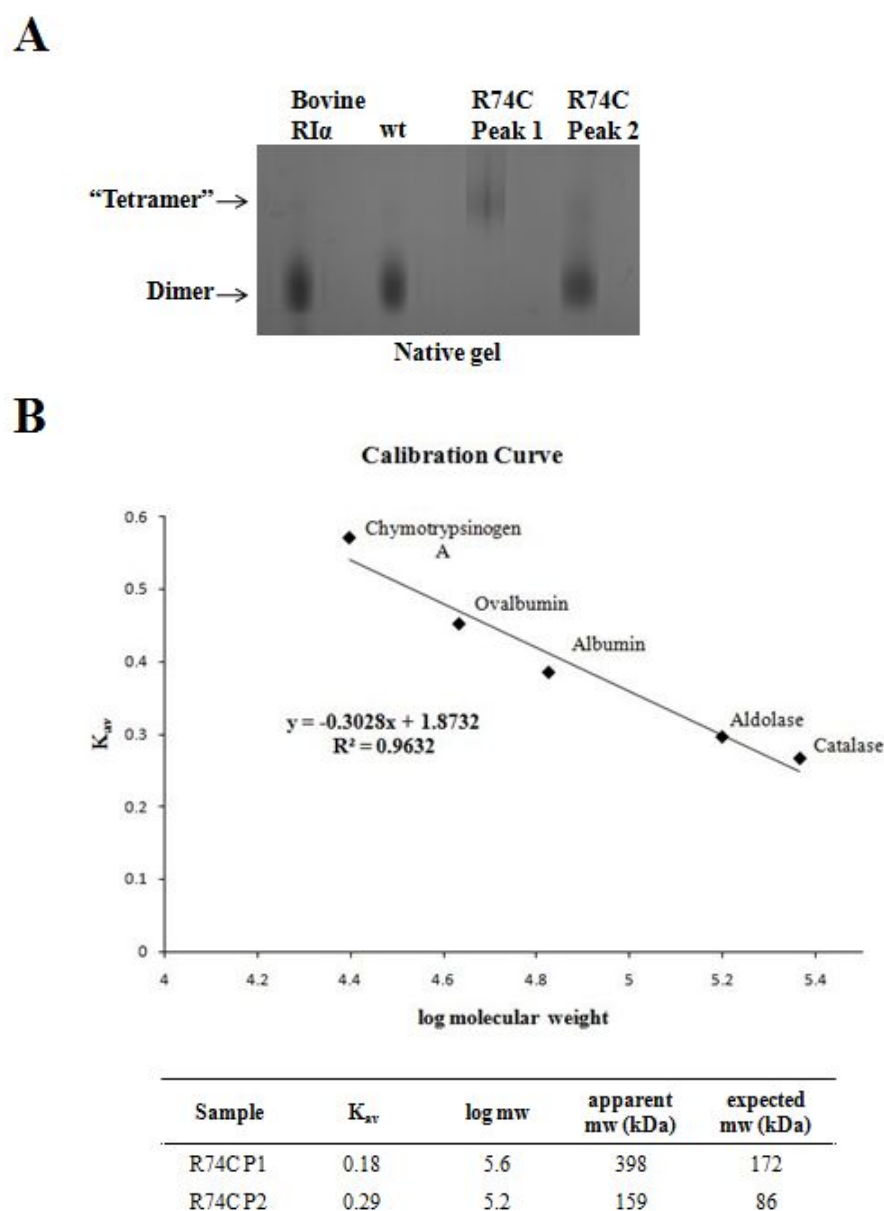 A
Bovine RIα
wt
R74C Peak 1
R74C Peak 2
“Tetramer”
Dimer
Native gel
B
Calibration Curve
0.6
0.5
0.4
0.3
0.2
0.1
0
K_av
Chymotrypsinogen A
Ovalbumin
Albumin
Aldolase
Catalase
y = -0.3028x + 1.8732
R² = 0.9632
4 4.2 4.4 4.6 4.8 5 5.2 5.4
log molecular weight
Sample K_av log mw apparent mw (kDa) expected mw (kDa)
R74C P1 0.18 5.6 398 172
R74C P2 0.29 5.2 159 86